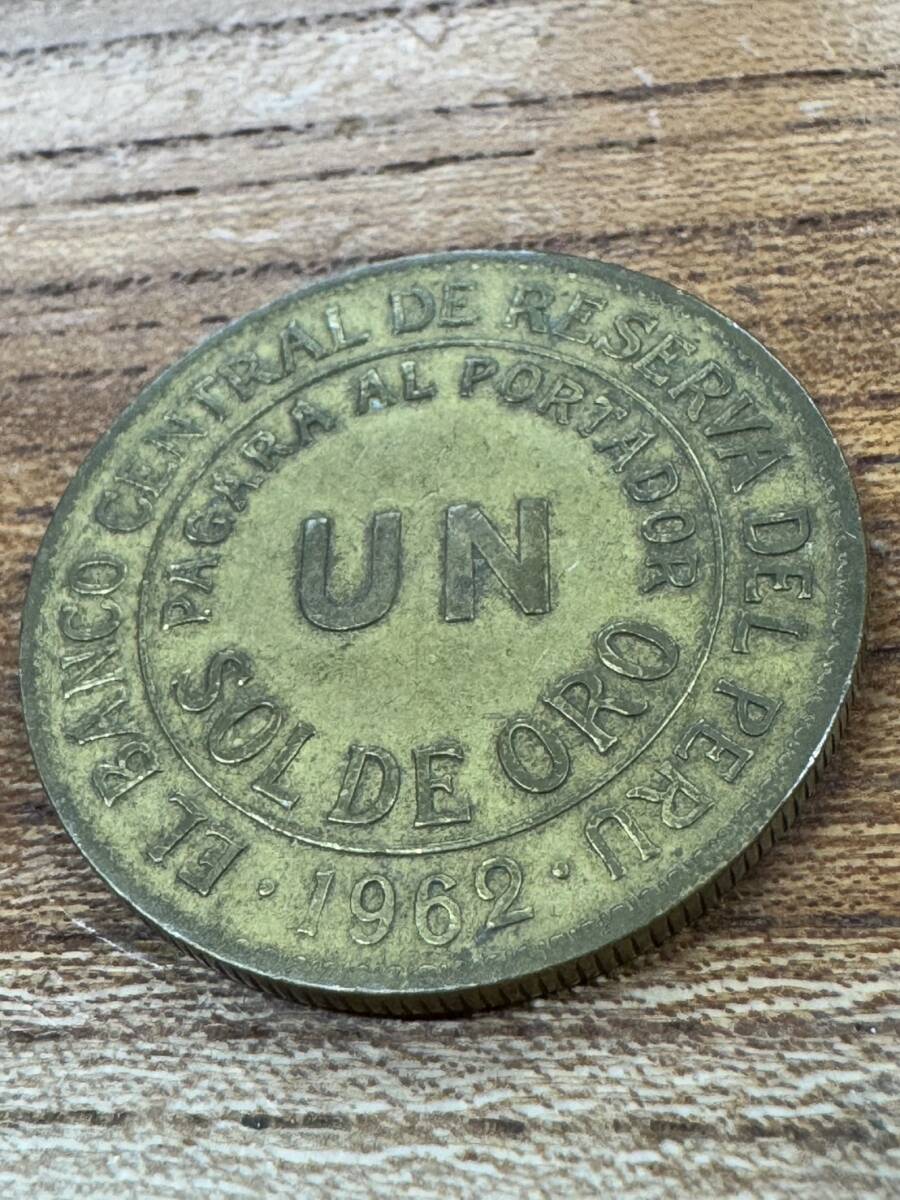 EL BANCO CENTRAL DE RESERVA DEL PERU
PAGARA AL PORTADOR
UN
SOL DE ORO
· 1962 ·